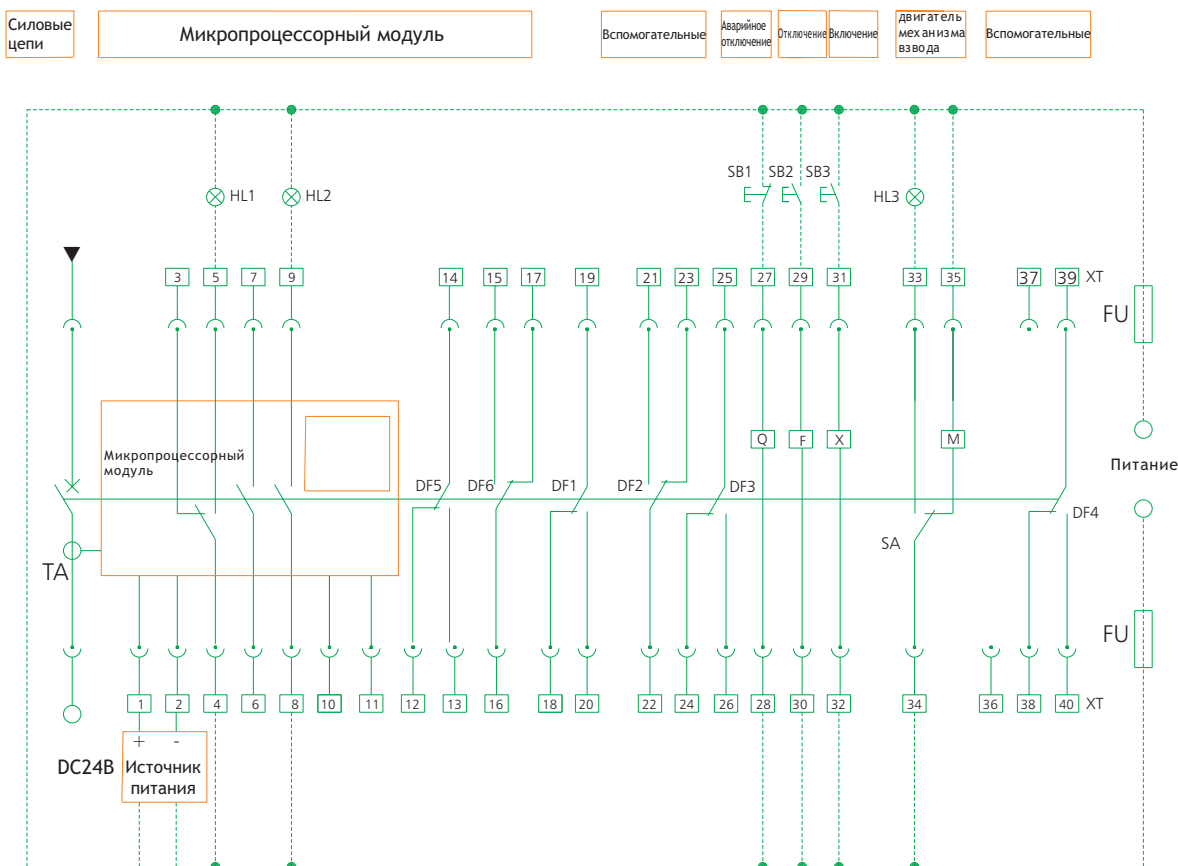 Силовые
цепи
Микропроцессорный модуль
Вспомогательные
Аварийное
отключение
Отключение
Включение
двигатель
механизма
взвода
Вспомогательные
HL1
HL2
SB1
SB2
SB3
HL3
3
5
7
9
14
15
17
19
21
23
25
27
29
31
33
35
37
39
XT
FU
Q
F
X
M
Микропроцессорный
модуль
Питание
DF5
DF6
DF1
DF2
DF3
DF4
SA
TA
FU
1
2
4
6
8
10
11
12
13
16
18
20
22
24
26
28
30
32
34
36
38
40
XT
+ -
DC24B
Источник
питания